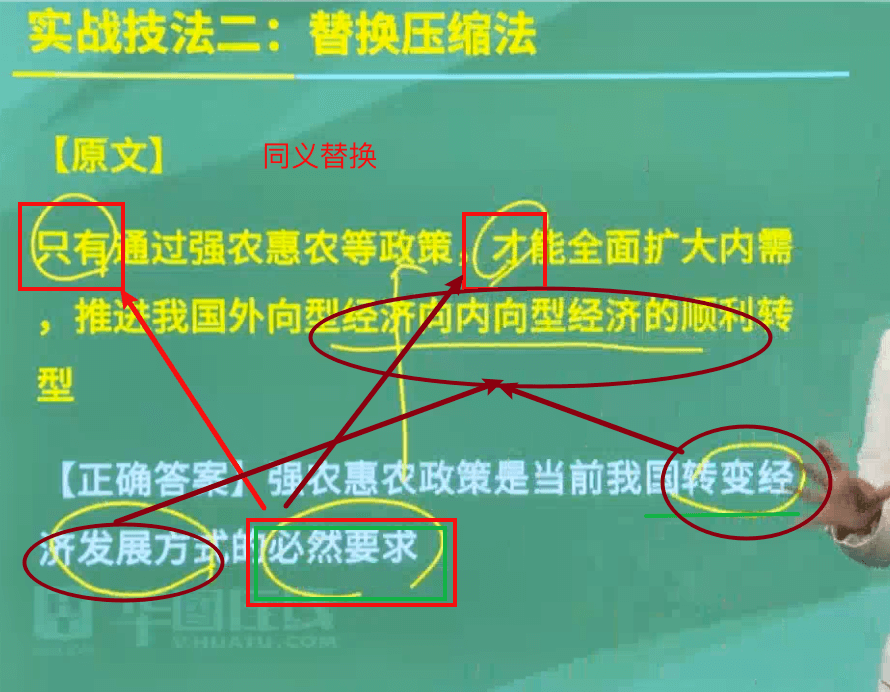 实战技法二：替换压缩法
【原文】
同义替换
只有通过强农惠农等政策，才能全面扩大内需
，推进我国外向型经济向内向型经济的顺利转
型
【正确答案】强农惠农政策是当前我国转变经
济发展方式的必然要求
华图在线
V.HUATU.COM